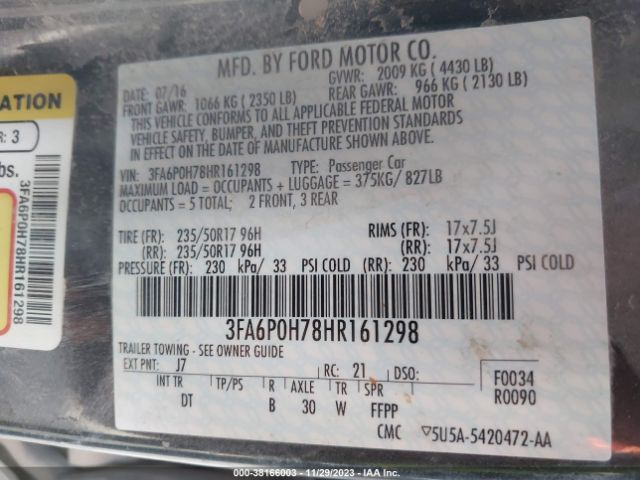 MFD. BY FORD MOTOR CO.
DATE: 07/16
GVWR: 2009 KG ( 4430 LB)
FRONT GAWR: 1066 KG ( 2350 LB)
REAR GAWR: 966 KG ( 2130 LB)
THIS VEHICLE CONFORMS TO ALL APPLICABLE FEDERAL MOTOR
VEHICLE SAFETY, BUMPER, AND THEFT PREVENTION STANDARDS
IN EFFECT ON THE DATE OF MANUFACTURE SHOWN ABOVE.
VIN: 3FA6P0H78HR161298 TYPE: Passenger Car
MAXIMUM LOAD = OCCUPANTS + LUGGAGE = 375KG/ 827LB
OCCUPANTS = 5 TOTAL; 2 FRONT, 3 REAR
TIRE (FR): 235/50R17 96H RIMS (FR): 17x7.5J
(RR): 235/50R17 96H (RR): 17x7.5J
PRESSURE (FR): 230 kPa/ 33 PSI COLD (RR): 230 kPa/ 33 PSI COLD
3FA6P0H78HR161298
TRAILER TOWING - SEE OWNER GUIDE
EXT PNT: J7 RC: 21 DSO:
F0034
R0090
INT TR TP/PS R AXLE TR SPR
DT B 30 W FFPP
CMC ▽5U5A-5420472-AA
ATION
R: 3
bs.
3FA6P0H78HR161298
000-38166003 - 11/29/2023 - IAA Inc.